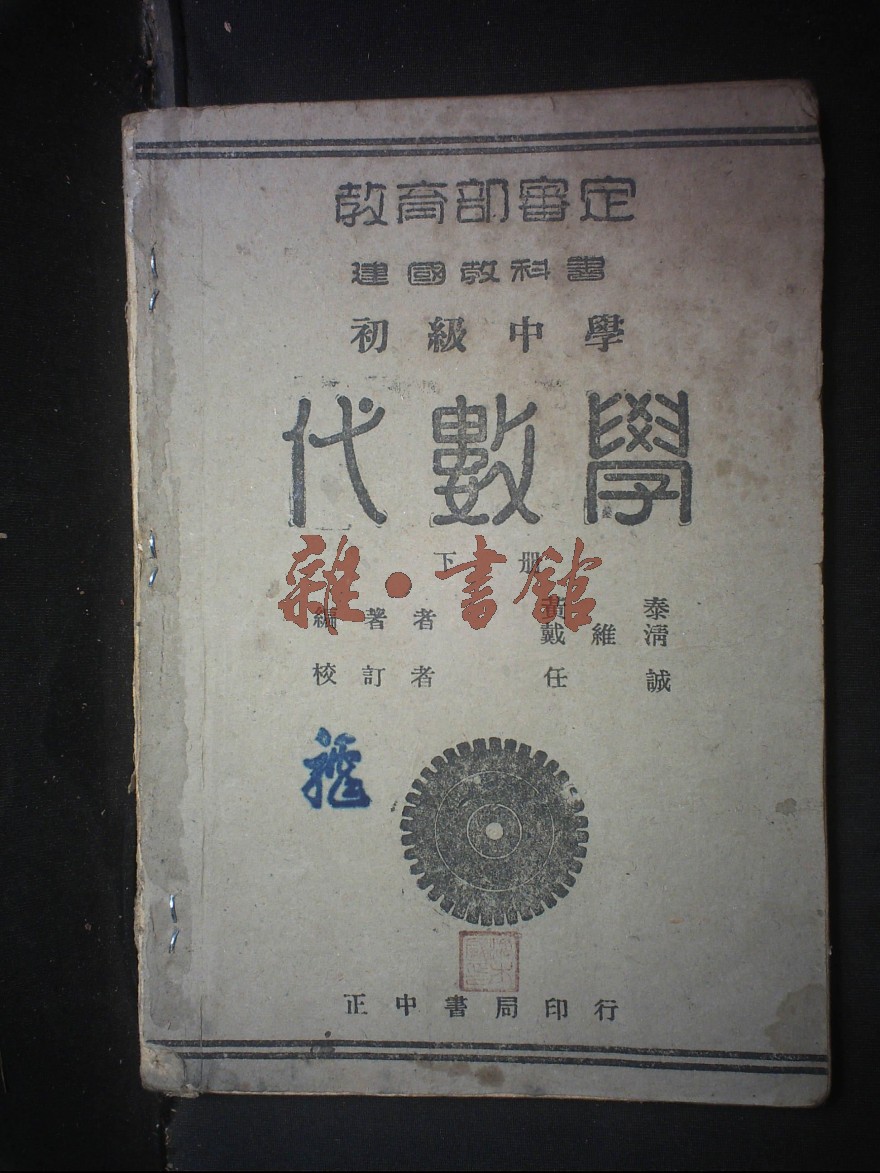 教育部審定
建國教科書
初級中學
代數學
下册
雜·書館
編著者 黃泰
戴維清
校訂者 任誠
正中書局印行